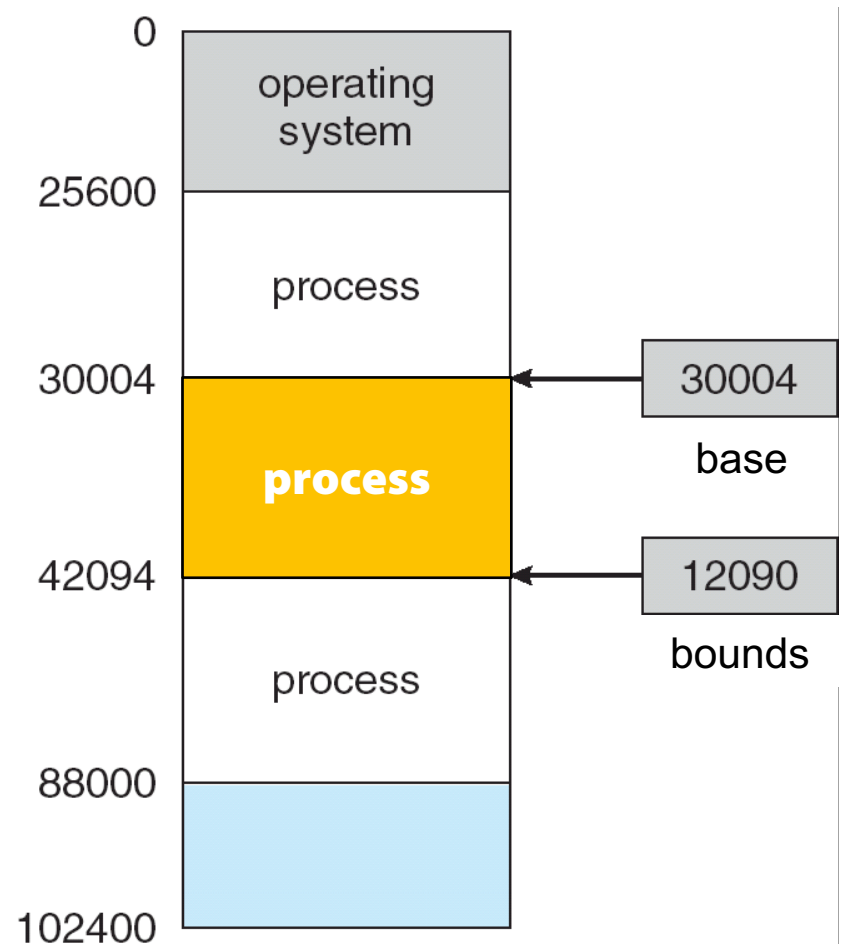 0
operating
system
25600
process
30004
30004
base
process
42094
12090
bounds
process
88000
102400